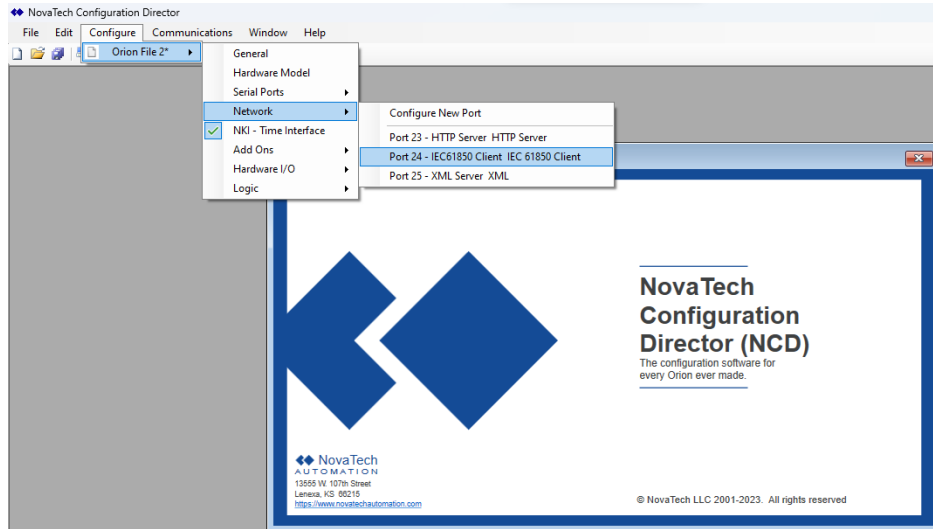 NovaTech Configuration Director
File Edit Configure Communications Window Help
Orion File 2*
General
Hardware Model
Serial Ports
Network
NKI - Time Interface
Add Ons
Hardware I/O
Logic
Configure New Port
Port 23 - HTTP Server HTTP Server
Port 24 - IEC61850 Client IEC 61850 Client
Port 25 - XML Server XML
NovaTech
Configuration
Director (NCD)
The configuration software for
every Orion ever made.
NovaTech
AUTOMATION
13555 W. 107th Street
Lenexa, KS 66215
https://www.novatechautomation.com
© NovaTech LLC 2001-2023. All rights reserved